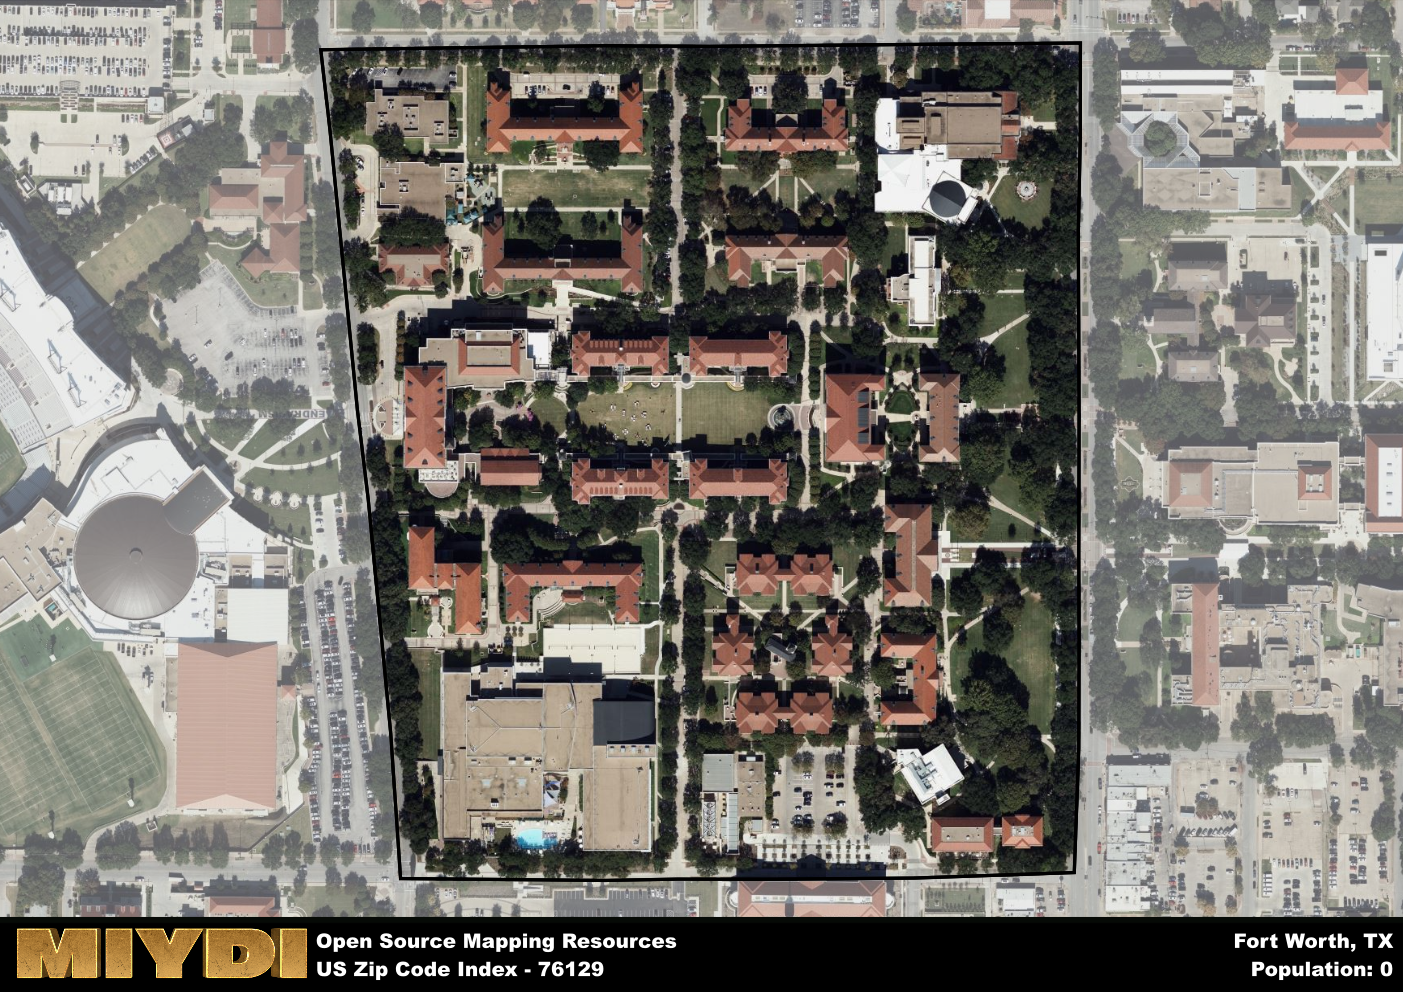 MIYDI
Open Source Mapping Resources
US Zip Code Index - 76129
Fort Worth, TX
Population: 0